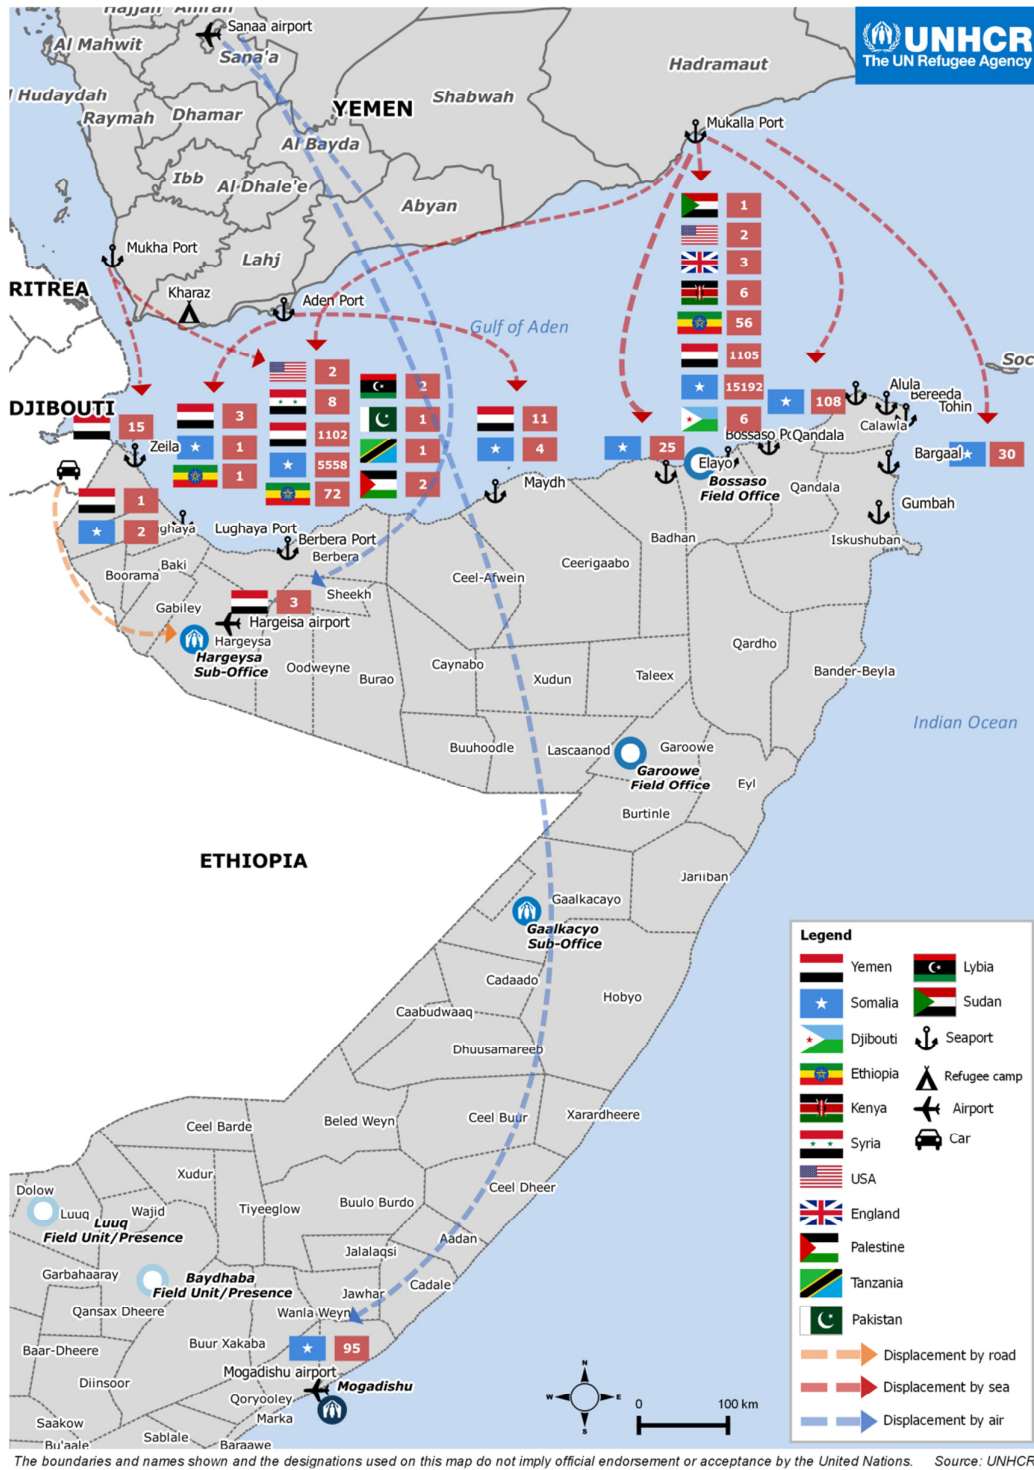 Hajjah
Amran
Sanaa airport
UNHCR
The UN Refugee Agency
Al Mahwit
Sana'a
Hadramaut
Hudaydah
YEMEN
Shabwah
Raymah
Dhamar
Mukalla Port
Al Bayda
Ibb
Al Dhale'e
Abyan
1
2
Mukha Port
Lahj
3
RITREA
Kharaz
6
Aden Port
Gulf of Aden
56
1105
Soc
2
2
15192
Alula
DJIBOUTI
8
1
108
Bereeda
Tohin
15
3
11
6
Calawla
1102
Zeila
1
1
4
25
Bossaso Po
Qandala
Bargaal
30
5558
Elayo
1
72
2
Maydh
Bossaso
Field Office
Qandala
1
Gumbah
2
ghaya
Lughaya Port
Berbera Port
Badhan
Iskushuban
Berbera
Baki
Ceerigaabo
Boorama
Ceel-Afwein
Sheekh
Gabiley
3
Hargeisa airport
Hargeysa
Qardho
Hargeysa
Sub-Office
Oodweyne
Caynabo
Burao
Xudun
Taleex
Bander-Beyla
Indian Ocean
Buuhoodle
Lascaanod
Garoowe
Garoowe
Field Office
Eyl
Burtinle
ETHIOPIA
Jariiban
Gaalkacayo
Gaalkacyo
Sub-Office
Cadaado
Hobyo
Caabudwaaq
Dhuusamareeb
Ceel Barde
Beled Weyn
Ceel Buur
Xarardheere
Xudur
Dolow
Luuq
Wajid
Tiyeeglow
Buulo Burdo
Ceel Dheer
Luuq
Field Unit/Presence
Aadan
Jalalaqsi
Garbahaaray
Baydhaba
Field Unit/Presence
Cadale
Jawhar
Qansax Dheere
Wanla Weyn
Baar-Dheere
Buur Xakaba
95
Mogadishu airport
Diinsoor
Mogadishu
Qoryooley
Saakow
Marka
Bu'aale
Sablale
Baraawe
N
W
E
S
0
100 km
Legend
Yemen
Lybia
Somalia
Sudan
Djibouti
Seaport
Ethiopia
Refugee camp
Kenya
Airport
Syria
Car
USA
England
Palestine
Tanzania
Pakistan
Displacement by road
Displacement by sea
Displacement by air
The boundaries and names shown and the designations used on this map do not imply official endorsement or acceptance by the United Nations.
Source: UNHCR